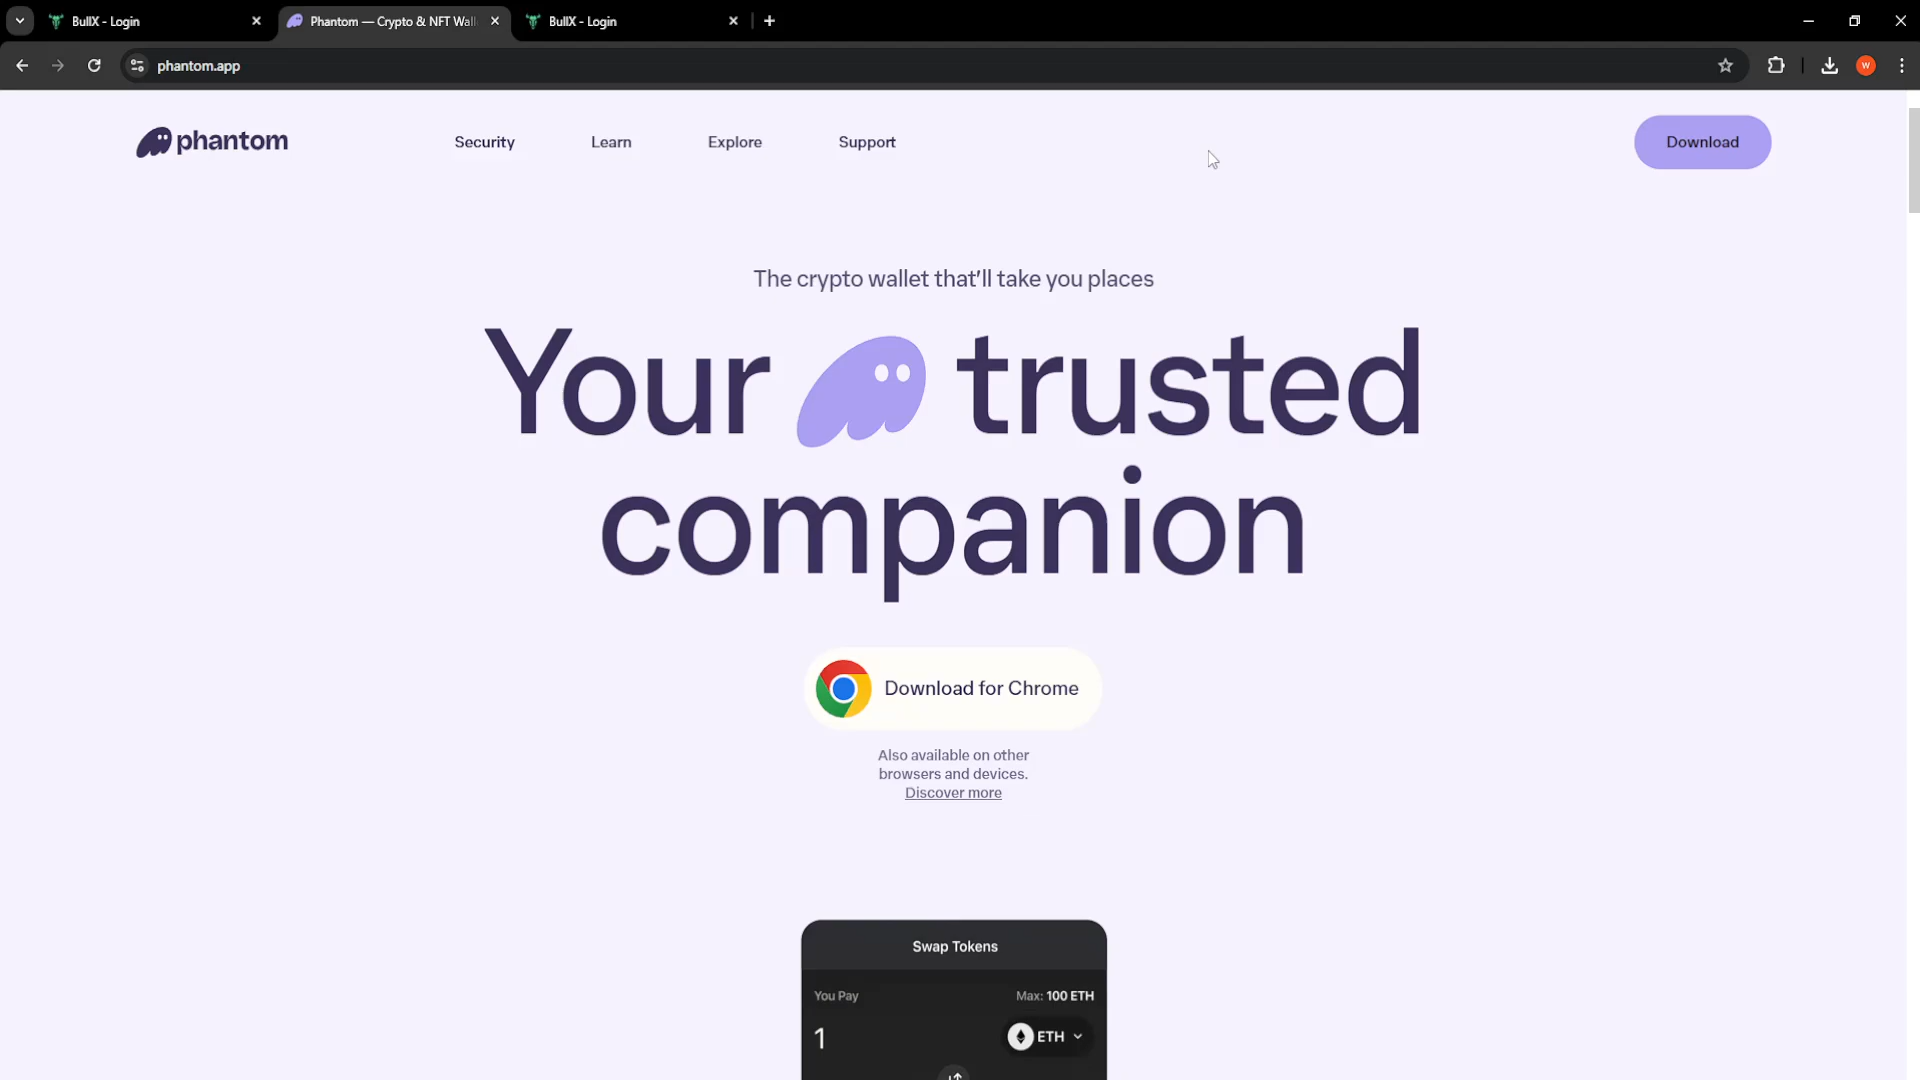 BullX - Login
Phantom — Crypto & NFT Wall
BullX - Login
phantom.app
W
phantom
Security
Learn
Explore
Support
Download
The crypto wallet that'll take you places
Your trusted
companion
Download for Chrome
Also available on other
browsers and devices.
Discover more
Swap Tokens
You Pay
Max: 100 ETH
1
ETH